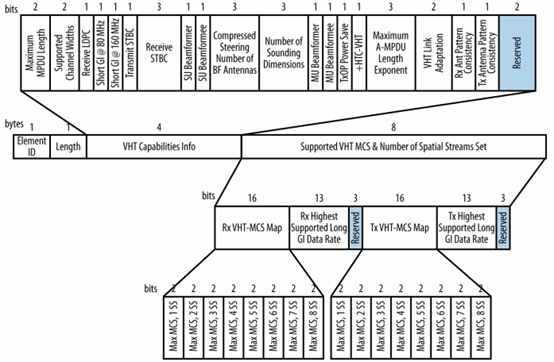 bits 2 2 1 1 1 1 3 1 1 3 3 1 1 1 1 3 2 1 1 2
Maximum
MPDU Length
Supported
Channel Widths
Receive LDPC
Short GI @ 80 MHz
Short GI @ 160 MHz
Transmit STBC
Receive
STBC
SU Beamformer
SU Beamformee
Compressed
Steering
Number of
BF Antennas
Number of
Sounding
Dimensions
MU Beamformer
MU Beamformer
TxOP Power Save
+HTC-VHT
Maximum
A-MPDU
Length
Exponent
VHT Link
Adaptation
Rx Ant Pattern
Consistency
Tx Antenna Pattern
Consistency
Reserved
bytes 1 1 4 8
Element
ID
Length
VHT Capabilities Info
Supported VHT MCS & Number of Spatial Streams Set
bits 16 13 3 16 13 3
Rx VHT-MCS Map
Rx Highest
Supported Long
GI Data Rate
Reserved
Tx VHT-MCS Map
Tx Highest
Supported Long
GI Data Rate
Reserved
bits 2 2 2 2 2 2 2 2 2 2 2 2 2 2 2 2
Max MCS, 1 SS
Max MCS, 2 SS
Max MCS, 3 SS
Max MCS, 4 SS
Max MCS, 5 SS
Max MCS, 6 SS
Max MCS, 7 SS
Max MCS, 8 SS
Max MCS, 1 SS
Max MCS, 2 SS
Max MCS, 3 SS
Max MCS, 4 SS
Max MCS, 5 SS
Max MCS, 6 SS
Max MCS, 7 SS
Max MCS, 8 SS